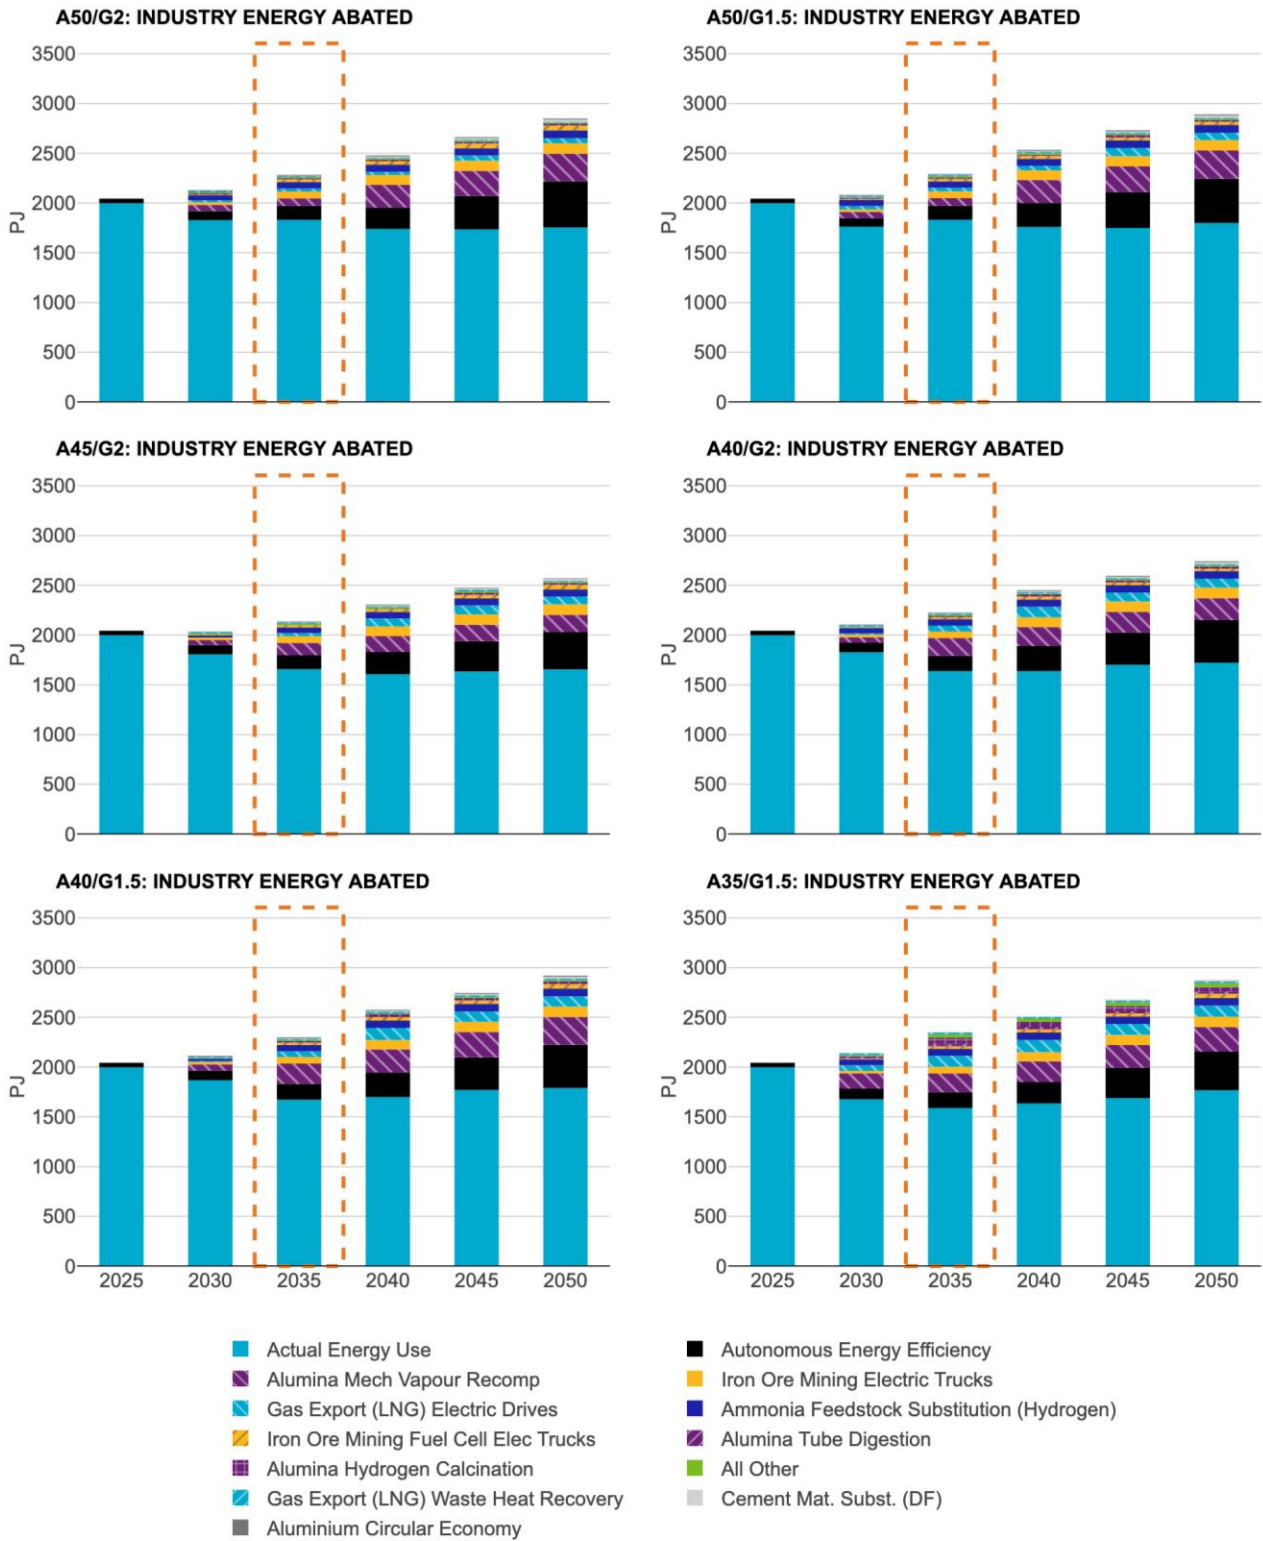 A50/G2: INDUSTRY ENERGY ABATED
3500
3000
2500
2000
1500
1000
500
0
PJ
A50/G1.5: INDUSTRY ENERGY ABATED
3500
3000
2500
2000
1500
1000
500
0
PJ
A45/G2: INDUSTRY ENERGY ABATED
3500
3000
2500
2000
1500
1000
500
0
PJ
A40/G2: INDUSTRY ENERGY ABATED
3500
3000
2500
2000
1500
1000
500
0
PJ
A40/G1.5: INDUSTRY ENERGY ABATED
3500
3000
2500
2000
1500
1000
500
0
PJ
2025 2030 2035 2040 2045 2050
A35/G1.5: INDUSTRY ENERGY ABATED
3500
3000
2500
2000
1500
1000
500
0
PJ
2025 2030 2035 2040 2045 2050
Actual Energy Use
Autonomous Energy Efficiency
Alumina Mech Vapour Recomp
Iron Ore Mining Electric Trucks
Gas Export (LNG) Electric Drives
Ammonia Feedstock Substitution (Hydrogen)
Iron Ore Mining Fuel Cell Elec Trucks
Alumina Tube Digestion
Alumina Hydrogen Calcination
All Other
Gas Export (LNG) Waste Heat Recovery
Cement Mat. Subst. (DF)
Aluminium Circular Economy